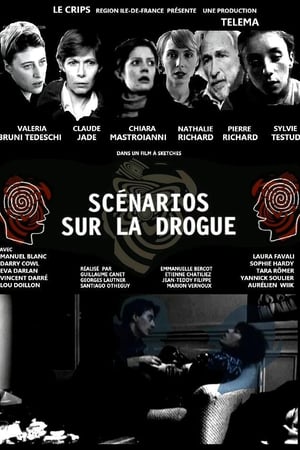 LE CRIPS REGION ILE-DE-FRANCE PRÉSENTE UNE PRODUCTION
TELEMA
VALERIA BRUNI TEDESCHI
CLAUDE JADE
CHIARA MASTROIANNI
NATHALIE RICHARD
PIERRE RICHARD
SYLVIE TESTUD
DANS UN FILM À SKETCHES
SCÉNARIOS
SUR LA DROGUE
AVEC
MANUEL BLANC
DARRY COWL
EVA DARLAN
VINCENT DARRÉ
LOU DOILLON
RÉALISÉ PAR
GUILLAUME CANET
GEORGES LAUTNER
SANTIAGO OTHEGUY
EMMANUELLE BERCOT
ÉTIENNE CHATILIEZ
JEAN-TEDDY FILIPPE
MARION VERNOUX
LAURA FAVALI
SOPHIE HARDY
TARA RÖMER
YANNICK SOULIER
AURÉLIEN WIIK